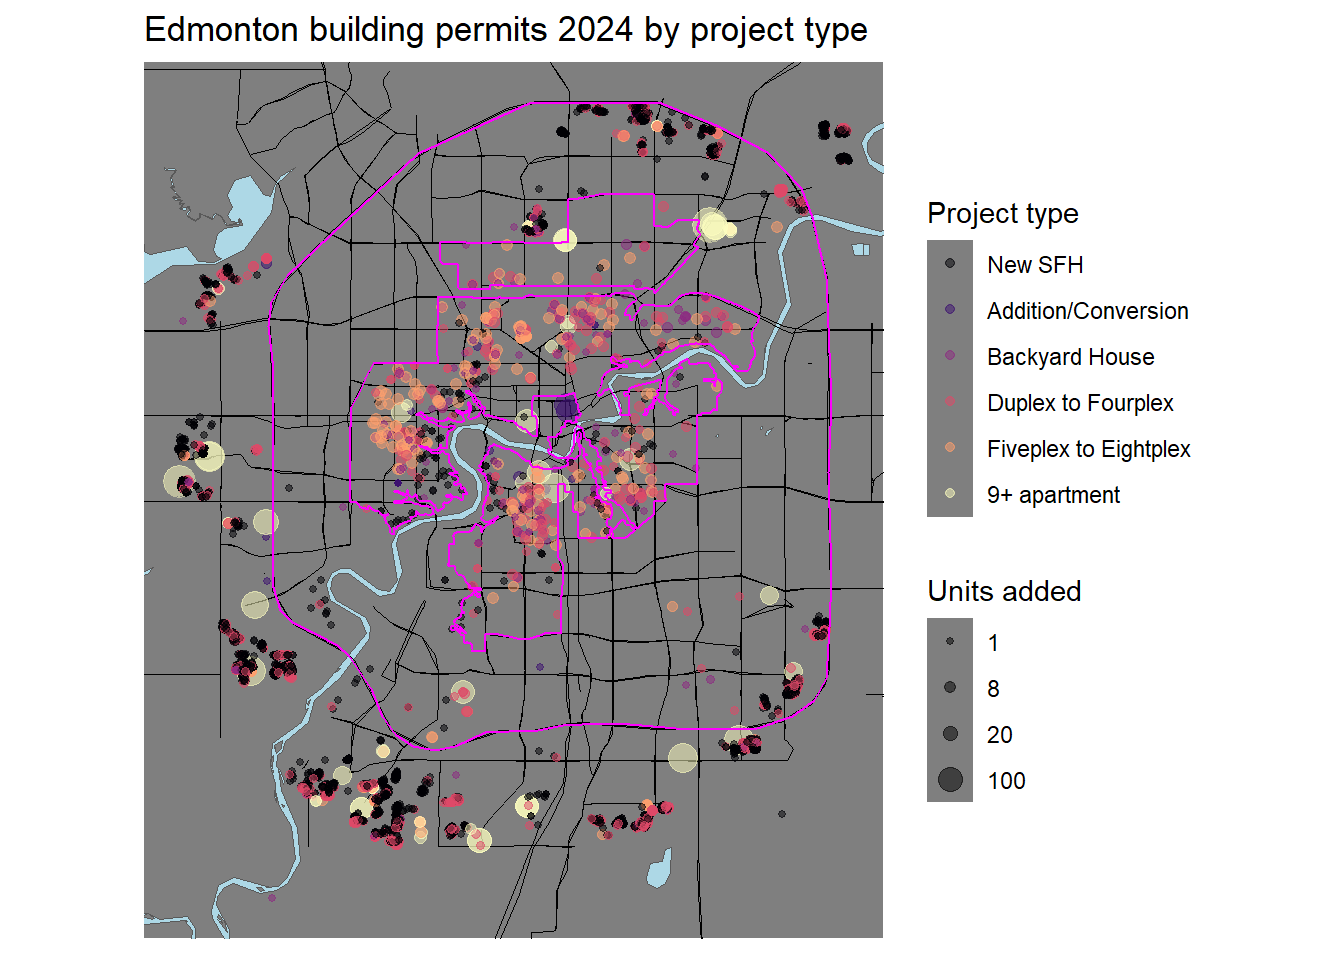 Edmonton building permits 2024 by project type
Project type
New SFH
Addition/Conversion
Backyard House
Duplex to Fourplex
Fiveplex to Eightplex
9+ apartment
Units added
1
8
20
100